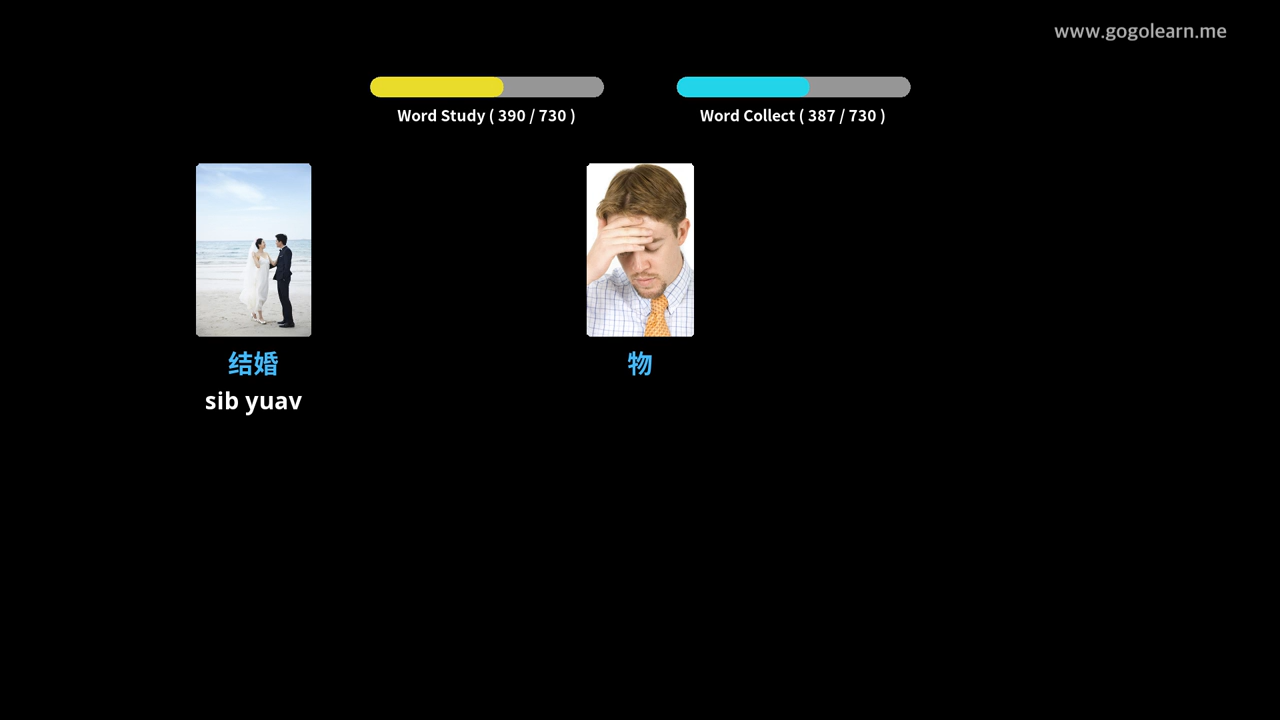 www.gogolearn.me
Word Study ( 390 / 730 )
Word Collect ( 387 / 730 )
结婚
sib yuav
物